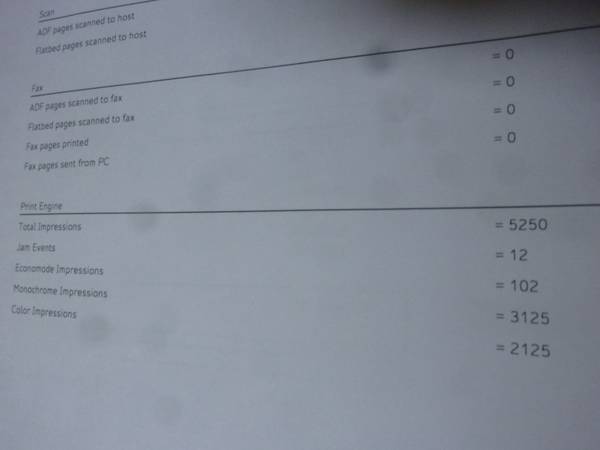 Scan
ADF pages scanned to host
Flatbed pages scanned to host
Fax
ADF pages scanned to fax = 0
Flatbed pages scanned to fax = 0
Fax pages printed = 0
Fax pages sent from PC = 0
Print Engine
Total Impressions = 5250
Jam Events = 12
Economode Impressions = 102
Monochrome Impressions = 3125
Color Impressions = 2125